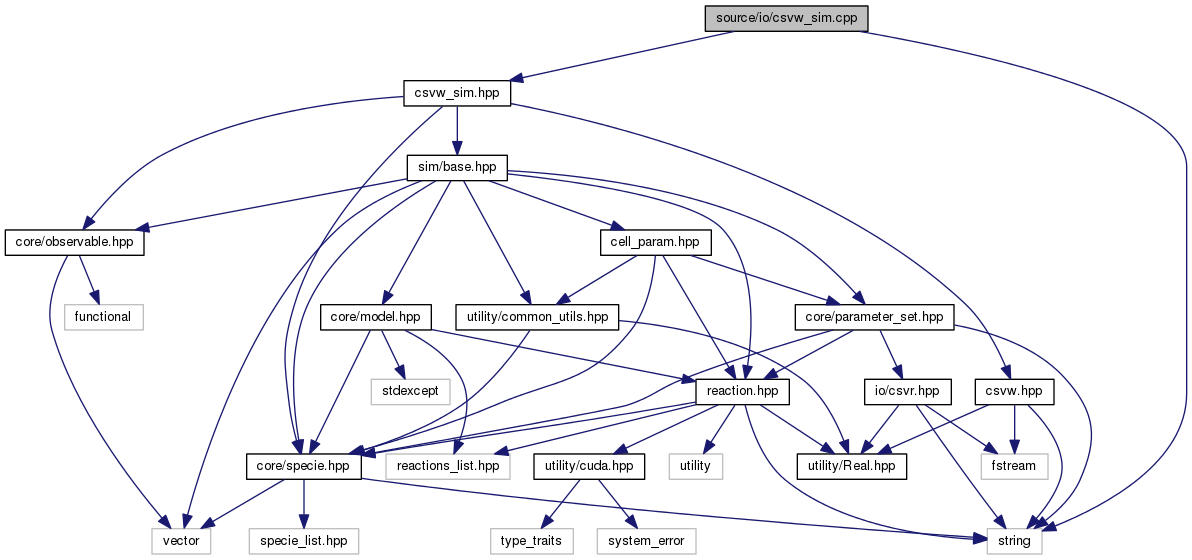 source/io/csvw_sim.cpp
csvw_sim.hpp
sim/base.hpp
core/observable.hpp
cell_param.hpp
functional
core/model.hpp
utility/common_utils.hpp
core/parameter_set.hpp
stdexcept
reaction.hpp
io/csvr.hpp
csvw.hpp
core/specie.hpp
reactions_list.hpp
utility/cuda.hpp
utility
utility/Real.hpp
fstream
vector
specie_list.hpp
type_traits
system_error
string